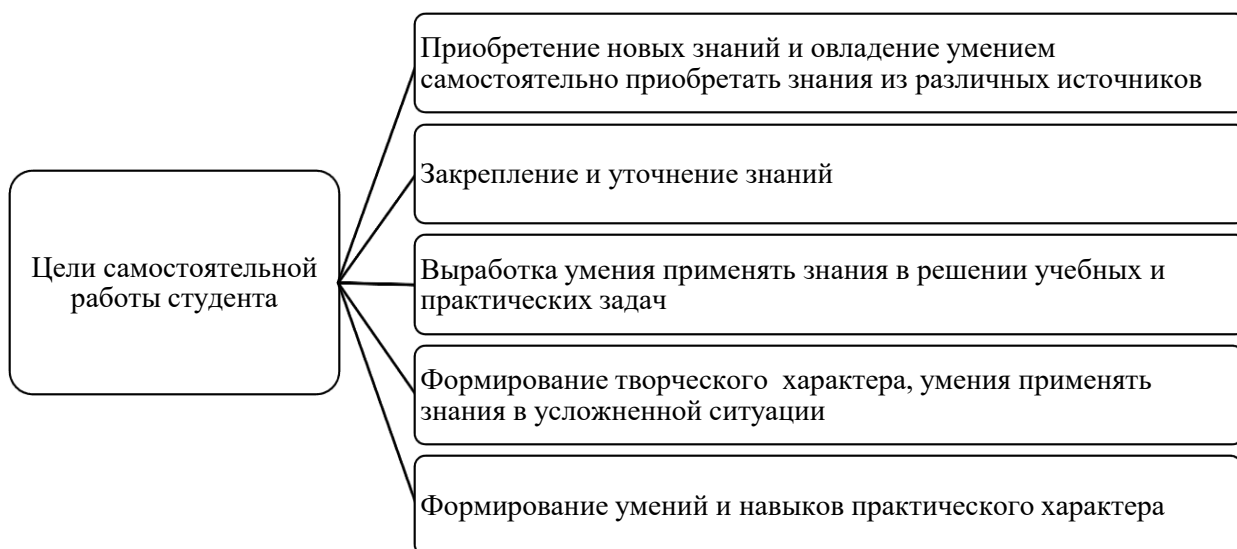 Цели самостоятельной
работы студента
Приобретение новых знаний и овладение умением
самостоятельно приобретать знания из различных источников
Закрепление и уточнение знаний
Выработка умения применять знания в решении учебных и
практических задач
Формирование творческого  характера, умения применять
знания в усложненной ситуации
Формирование умений и навыков практического характера